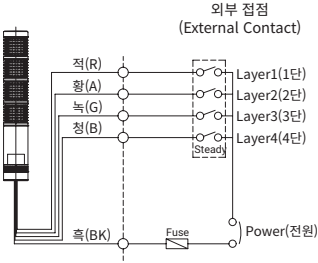 외부 접점
(External Contact)
적(R)
Layer1(1단)
황(A)
Layer2(2단)
녹(G)
Layer3(3단)
청(B)
Layer4(4단)
Steady
흑(BK)
Fuse
Power(전원)